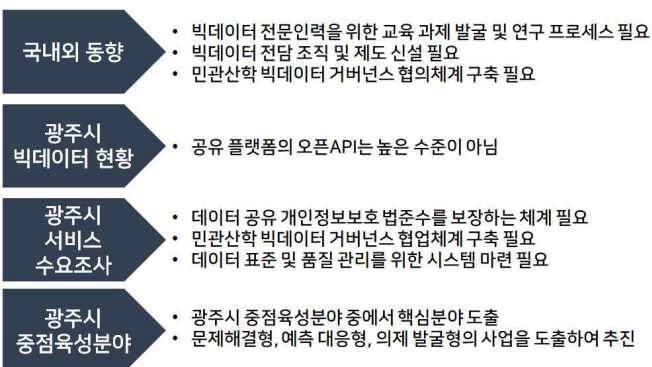 국내외 동향
• 빅데이터 전문인력을 위한 교육 과제 발굴 및 연구 프로세스 필요
• 빅데이터 전담 조직 및 제도 신설 필요
• 민관산학 빅데이터 거버넌스 협의체계 구축 필요
광주시
빅데이터 현황
• 공유 플랫폼의 오픈API는 높은 수준이 아님
광주시
서비스
수요조사
• 데이터 공유 개인정보보호 법준수를 보장하는 체계 필요
• 민관산학 빅데이터 거버넌스 협업체계 구축 필요
• 데이터 표준 및 품질 관리를 위한 시스템 마련 필요
광주시
중점육성분야
• 광주시 중점육성분야 중에서 핵심분야 도출
• 문제해결형, 예측 대응형, 의제 발굴형의 사업을 도출하여 추진